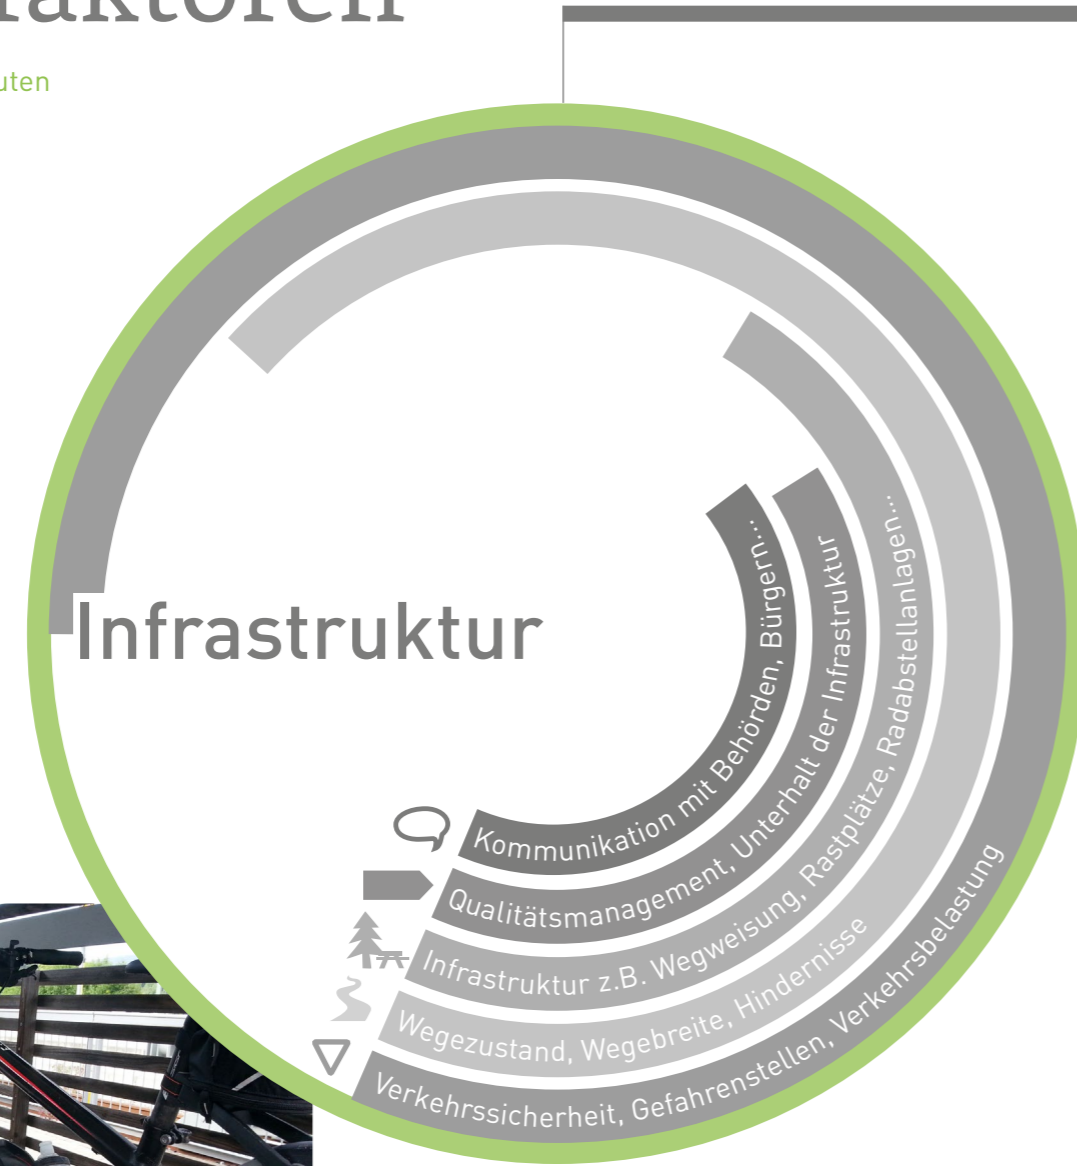 aktoren
uten
Infrastruktur
Kommunikation mit Behörden, Bürgern...
Qualitätsmanagement, Unterhalt der Infrastruktur
Infrastruktur z.B. Wegweisung, Rastplätze, Radabstellanlagen...
Wegezustand, Wegebreite, Hindernisse
Verkehrssicherheit, Gefahrenstellen, Verkehrsbelastung